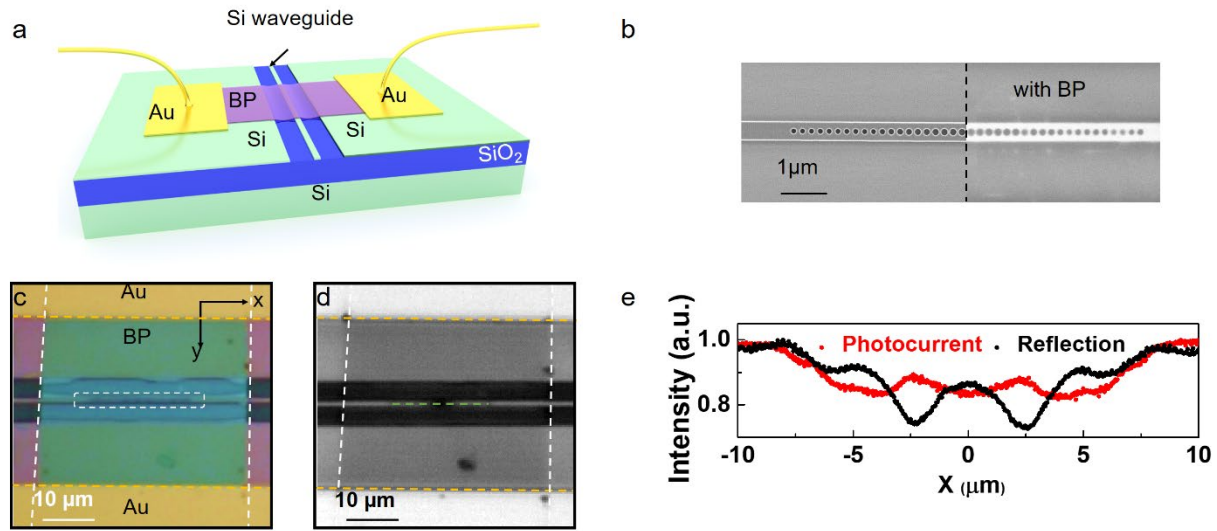 a
Si waveguide
Au
BP
Au
Si
Si
SiO2
Si
b
with BP
1μm
c
Au
x
BP
y
10 μm
Au
d
10 μm
e
Intensity (a.u.)
1.0
0.8
Photocurrent
Reflection
-10
-5
0
5
10
X (μm)